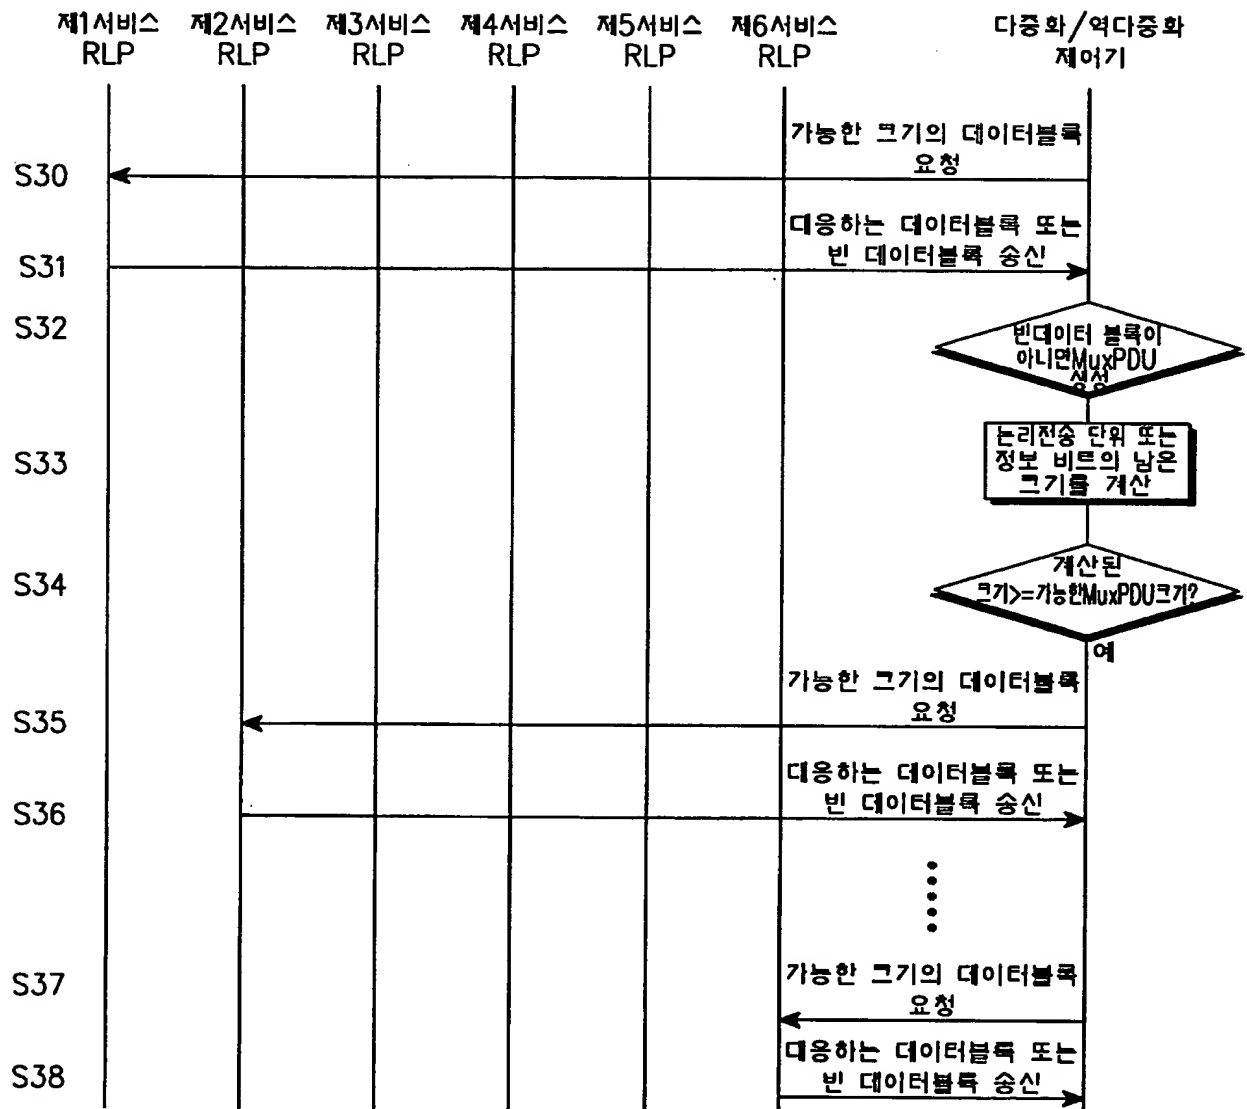 제1서비스 제2서비스 제3서비스 제4서비스 제5서비스 제6서비스 다중화/역다중화
RLP RLP RLP RLP RLP RLP 제어기
가능한 크기의 데이터블록
요청
S30
대응하는 데이터블록 또는
빈 데이터블록 송신
S31
S32
빈데이터 블록이
아니면MuxPDU
생성
S33
논리전송 단위 또는
정보 비트의 남은
크기를 계산
S34
계산된
크기>=가능한MuxPDU크기?
예
가능한 크기의 데이터블록
요청
S35
대응하는 데이터블록 또는
빈 데이터블록 송신
S36
가능한 크기의 데이터블록
요청
S37
대응하는 데이터블록 또는
빈 데이터블록 송신
S38